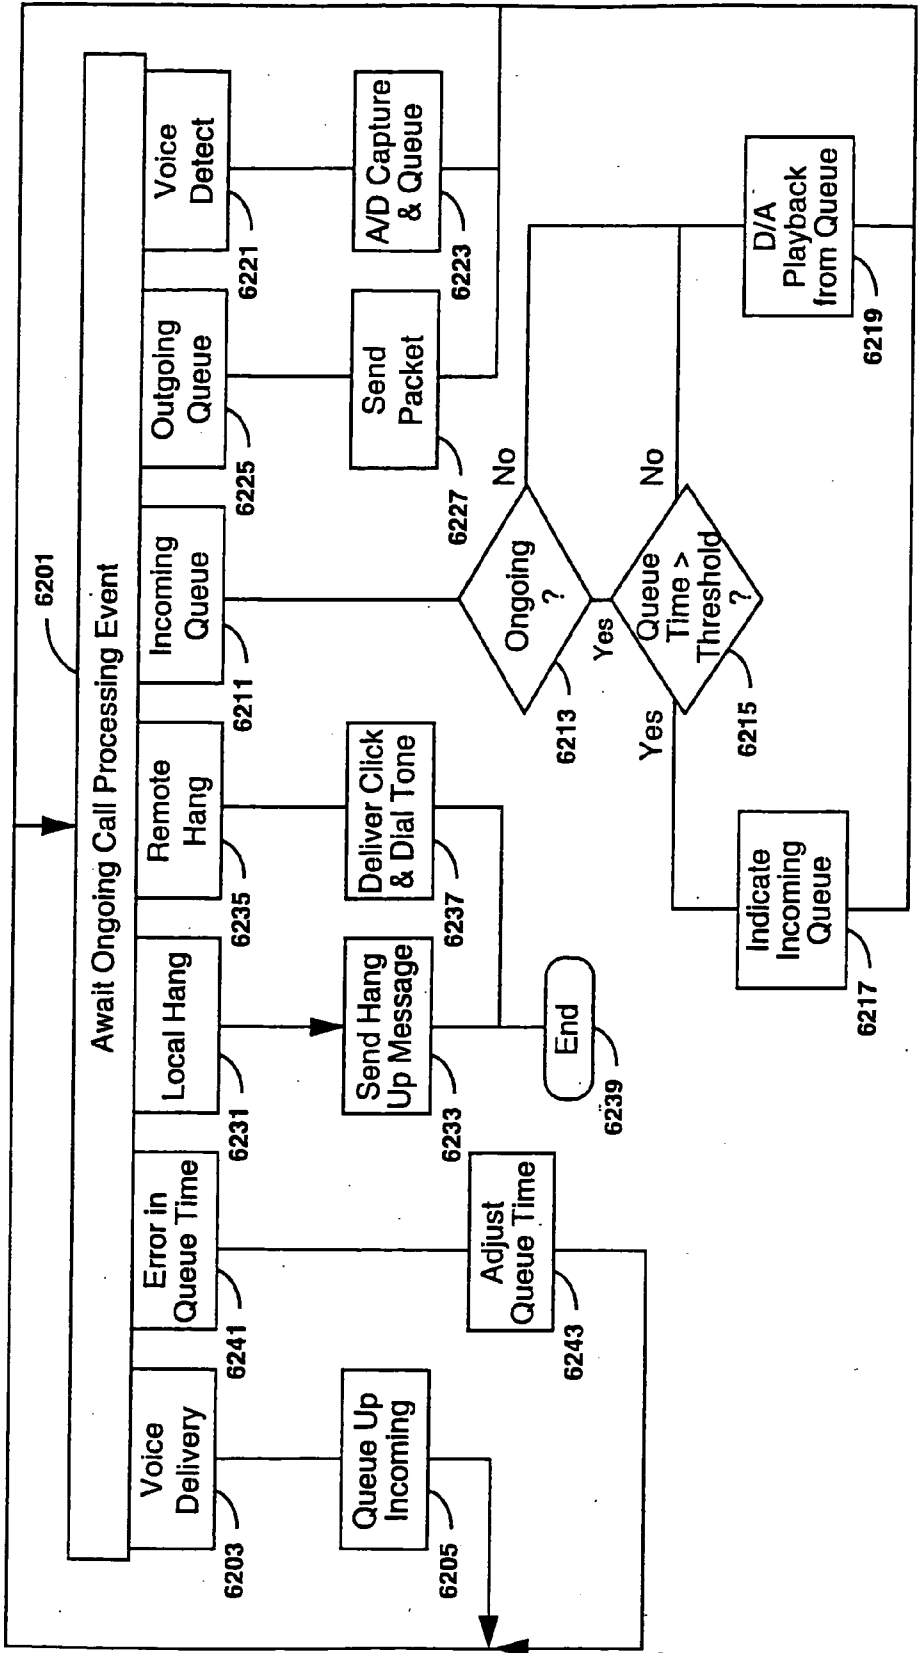 6201
Await Ongoing Call Processing Event
Voice
Delivery
6203
Error in
Queue Time
6241
Local Hang
6231
Remote
Hang
6235
Incoming
Queue
6211
Outgoing
Queue
6225
Voice
Detect
6221
Queue Up
Incoming
6205
Send Hang
Up Message
6233
Deliver Click
& Dial Tone
6237
Send
Packet
6227
A/D Capture
& Queue
6223
Adjust
Queue Time
6243
End
6239
Ongoing
?
6213
No
Yes
Queue
Time >
Threshold
?
6215
Yes
No
Indicate
Incoming
Queue
6217
D/A
Playback
from Queue
6219